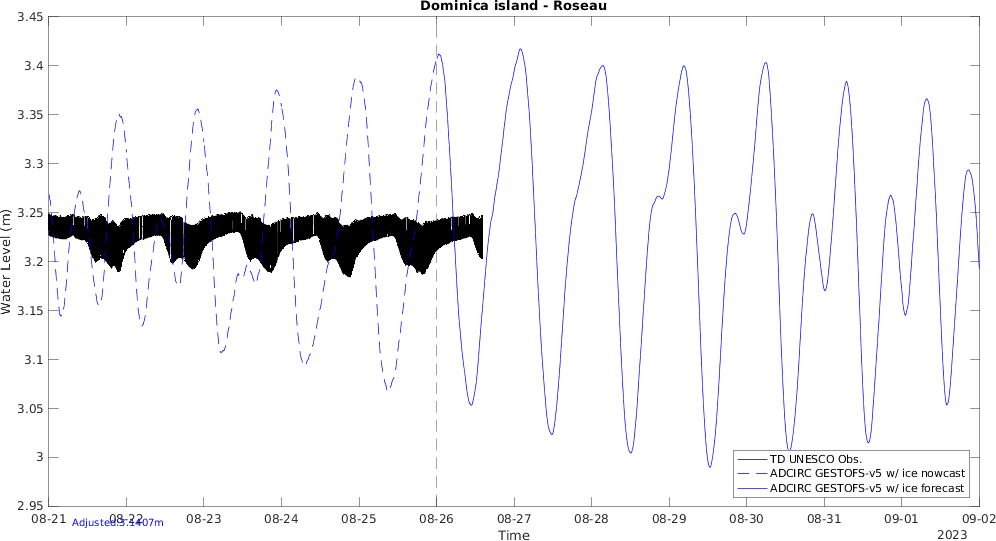 Dominica island - Roseau
3.45
3.4
3.35
3.3
3.25
3.2
3.15
3.1
3.05
3
2.95
Water Level (m)
TD UNESCO Obs.
ADCIRC GESTOFS-v5 w/ ice nowcast
ADCIRC GESTOFS-v5 w/ ice forecast
08-21 08-22 08-23 08-24 08-25 08-26 08-27 08-28 08-29 08-30 08-31 09-01 09-02
Adjusted:3.1407m
Time
2023